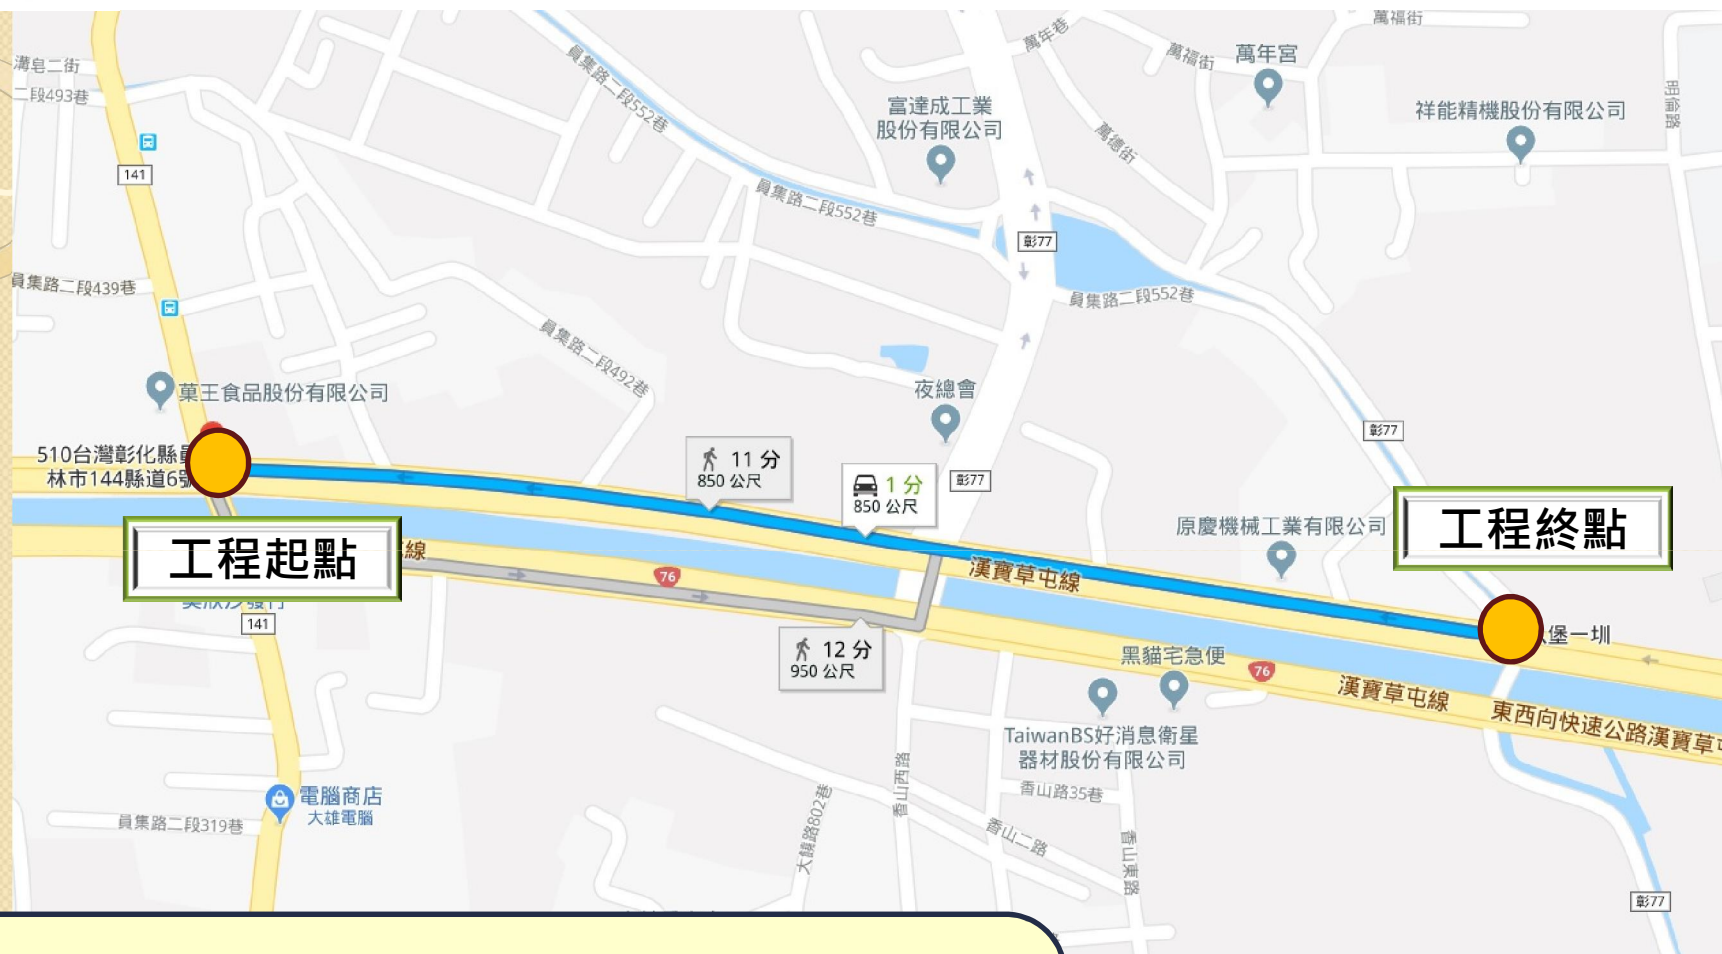 萬福街
溝皂二街
二段493巷
員集路二段552巷
萬年巷
萬福街
萬年宮
富達成工業
股份有限公司
祥能精機股份有限公司
明倫路
萬德街
141
員集路二段552巷
彰77
員集路二段439巷
員集路二段552巷
員集路二段492巷
菓王食品股份有限公司
夜總會
彰77
510台灣彰化縣員
林市144縣道6號
11 分
850 公尺
1 分
850 公尺
彰77
原慶機械工業有限公司
工程終點
工程起點
線
76
漢寶草屯線
141
12 分
950 公尺
堡一圳
黑貓宅急便
76
漢寶草屯線
東西向快速公路漢寶草屯
TaiwanBS好消息衛星
器材股份有限公司
香山路35巷
香山西路
電腦商店
大雄電腦
員集路二段319巷
大饒路802巷
香山二路
香山東路
彰77